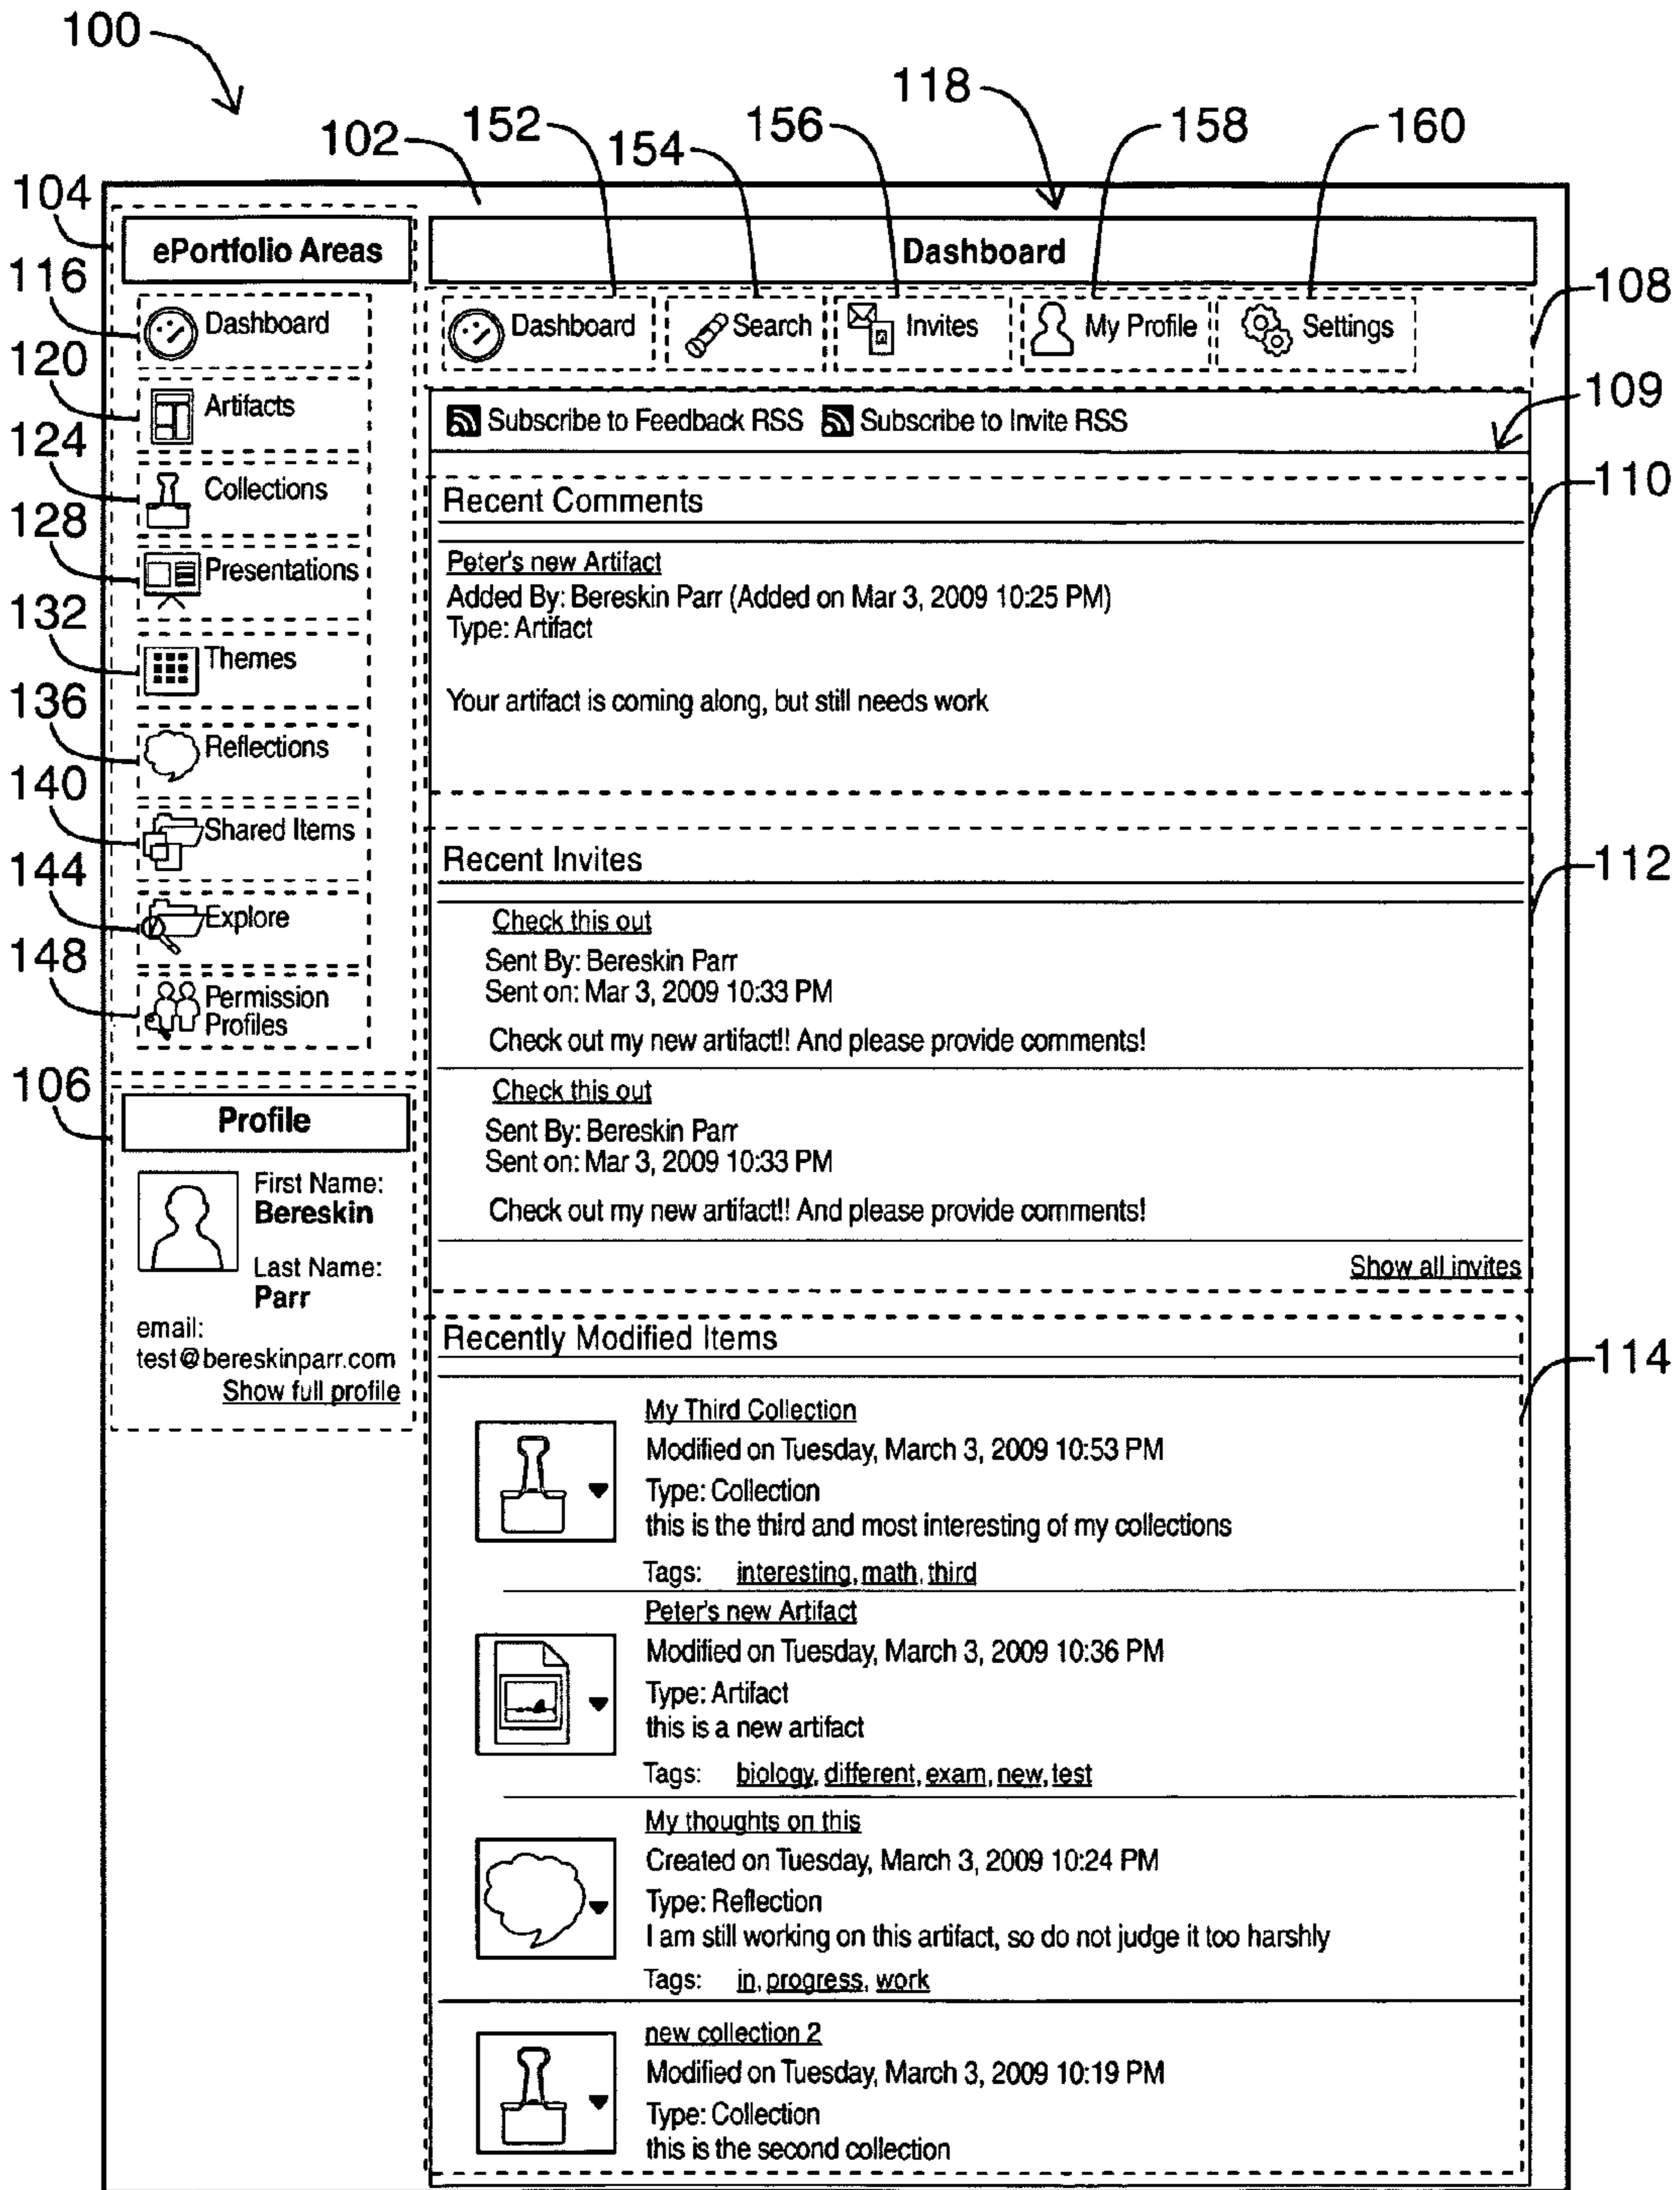 100
118
102
152
154
156
158
160
104
ePortfolio Areas
Dashboard
116
Dashboard
120
Artifacts
124
Collections
128
Presentations
132
Themes
136
Reflections
140
Shared Items
144
Explore
148
Permission
Profiles
106
Profile
First Name:
Bereskin
Last Name:
Parr
email:
test@bereskinparr.com
Show full profile
Dashboard
Search
Invites
My Profile
Settings
108
Subscribe to Feedback RSS Subscribe to Invite RSS
109
Recent Comments
110
Peter's new Artifact
Added By: Bereskin Parr (Added on Mar 3, 2009 10:25 PM)
Type: Artifact
Your artifact is coming along, but still needs work
Recent Invites
112
Check this out
Sent By: Bereskin Parr
Sent on: Mar 3, 2009 10:33 PM
Check out my new artifact!! And please provide comments!
Check this out
Sent By: Bereskin Parr
Sent on: Mar 3, 2009 10:33 PM
Check out my new artifact!! And please provide comments!
Show all invites
Recently Modified Items
114
My Third Collection
Modified on Tuesday, March 3, 2009 10:53 PM
Type: Collection
this is the third and most interesting of my collections
Tags: interesting, math, third
Peter's new Artifact
Modified on Tuesday, March 3, 2009 10:36 PM
Type: Artifact
this is a new artifact
Tags: biology, different, exam, new, test
My thoughts on this
Created on Tuesday, March 3, 2009 10:24 PM
Type: Reflection
I am still working on this artifact, so do not judge it too harshly
Tags: in, progress, work
new collection 2
Modified on Tuesday, March 3, 2009 10:19 PM
Type: Collection
this is the second collection